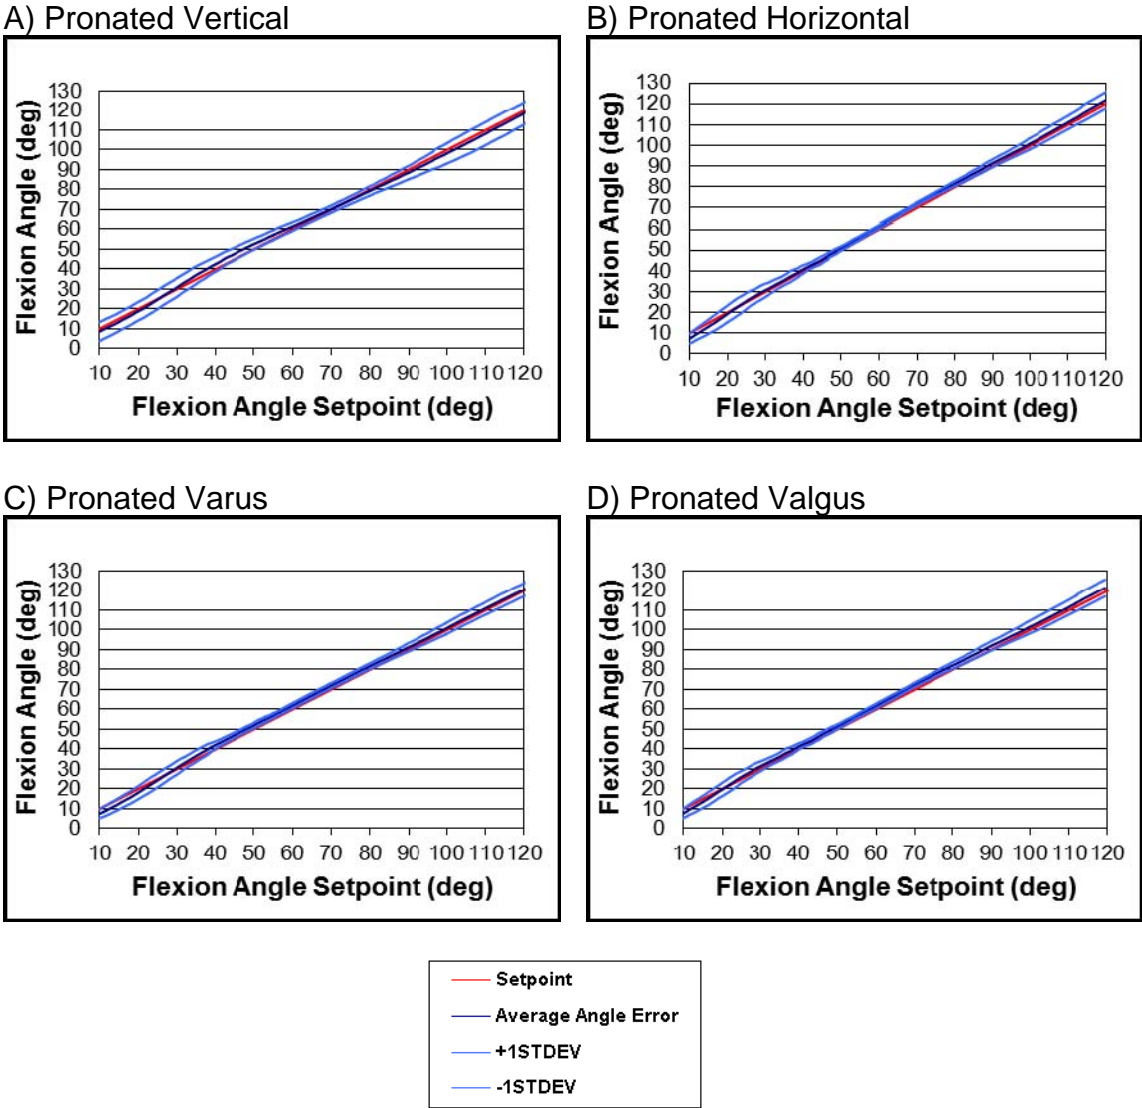 A) Pronated Vertical
Flexion Angle (deg)
130
120
110
100
90
80
70
60
50
40
30
20
10
0
10 20 30 40 50 60 70 80 90 100 110 120
Flexion Angle Setpoint (deg)
B) Pronated Horizontal
Flexion Angle (deg)
130
120
110
100
90
80
70
60
50
40
30
20
10
0
10 20 30 40 50 60 70 80 90 100 110 120
Flexion Angle Setpoint (deg)
C) Pronated Varus
Flexion Angle (deg)
130
120
110
100
90
80
70
60
50
40
30
20
10
0
10 20 30 40 50 60 70 80 90 100 110 120
Flexion Angle Setpoint (deg)
D) Pronated Valgus
Flexion Angle (deg)
130
120
110
100
90
80
70
60
50
40
30
20
10
0
10 20 30 40 50 60 70 80 90 100 110 120
Flexion Angle Setpoint (deg)
Setpoint
Average Angle Error
+1STDEV
-1STDEV